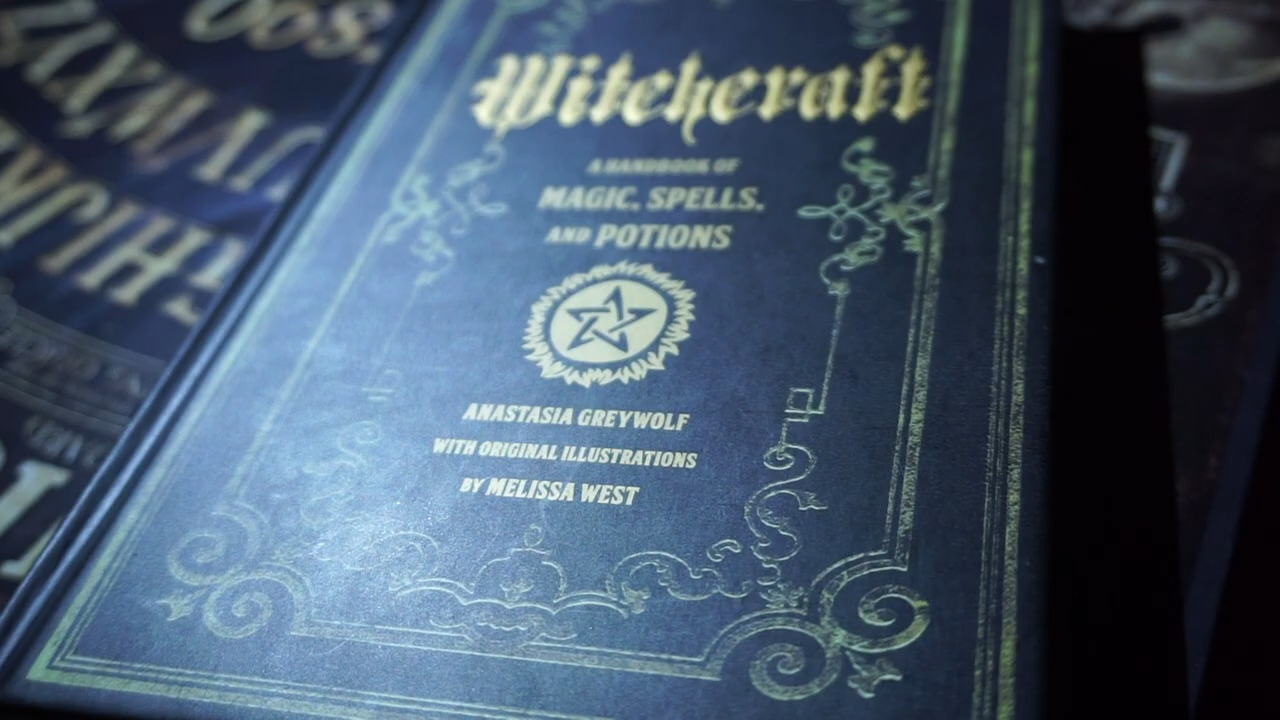 Witchcraft
A HANDBOOK OF
MAGIC, SPELLS,
AND POTIONS
ANASTASIA GREYWOLF
WITH ORIGINAL ILLUSTRATIONS
BY MELISSA WEST